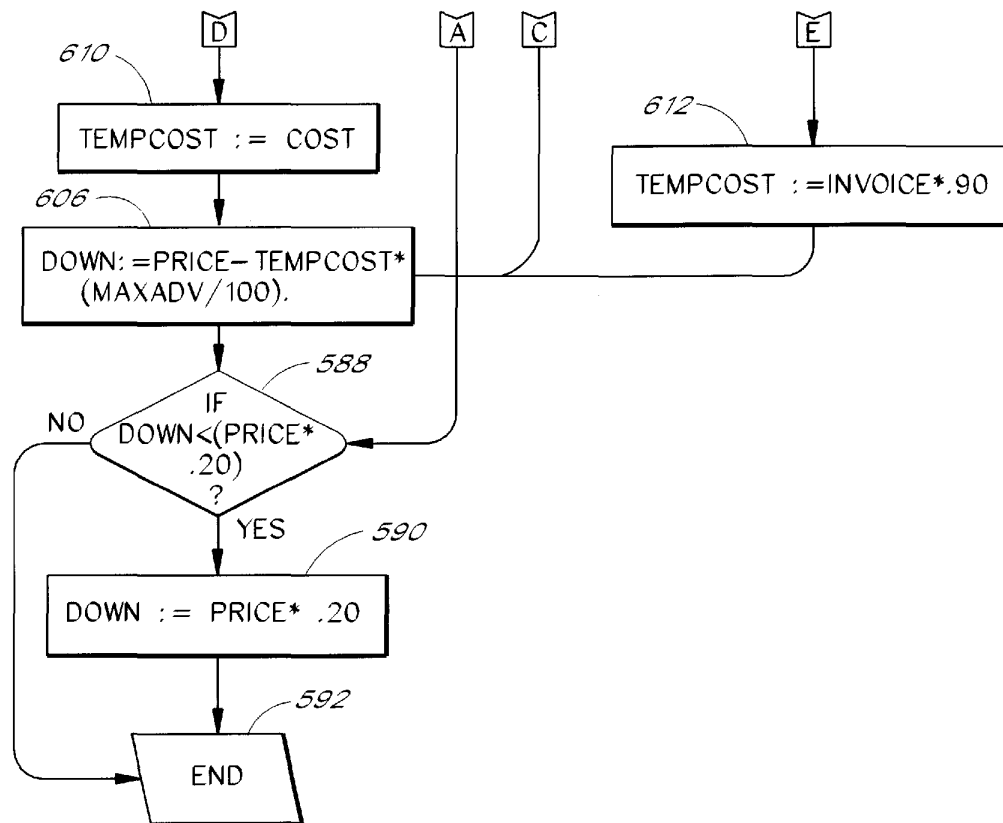 D
A
C
E
610
TEMPCOST := COST
612
TEMPCOST :=INVOICE*.90
606
DOWN:=PRICE-TEMPCOST*
(MAXADV/100).
588
IF
DOWN<(PRICE*
.20)
?
NO
YES
590
DOWN := PRICE* .20
592
END